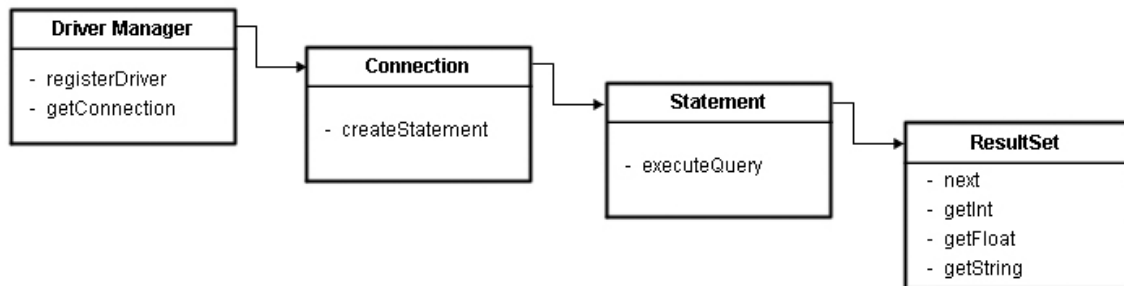 Driver Manager
- registerDriver
- getConnection
Connection
- createStatement
Statement
- executeQuery
ResultSet
- next
- getInt
- getFloat
- getString